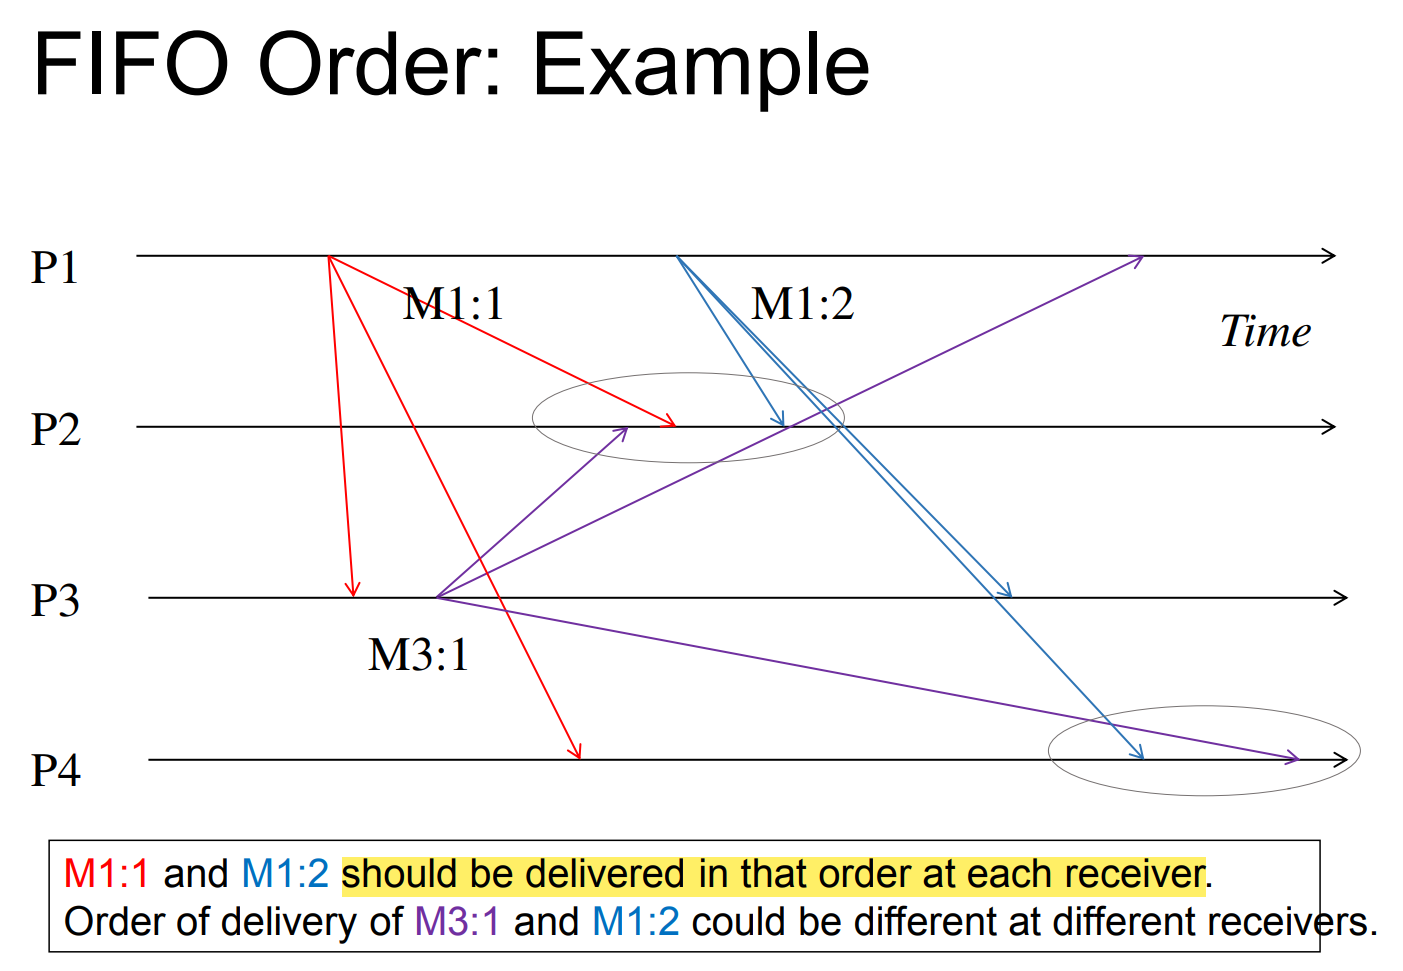 FIFO Order: Example
P1
M1:1
M1:2
Time
P2
P3
M3:1
P4
M1:1 and M1:2 should be delivered in that order at each receiver.
Order of delivery of M3:1 and M1:2 could be different at different receivers.